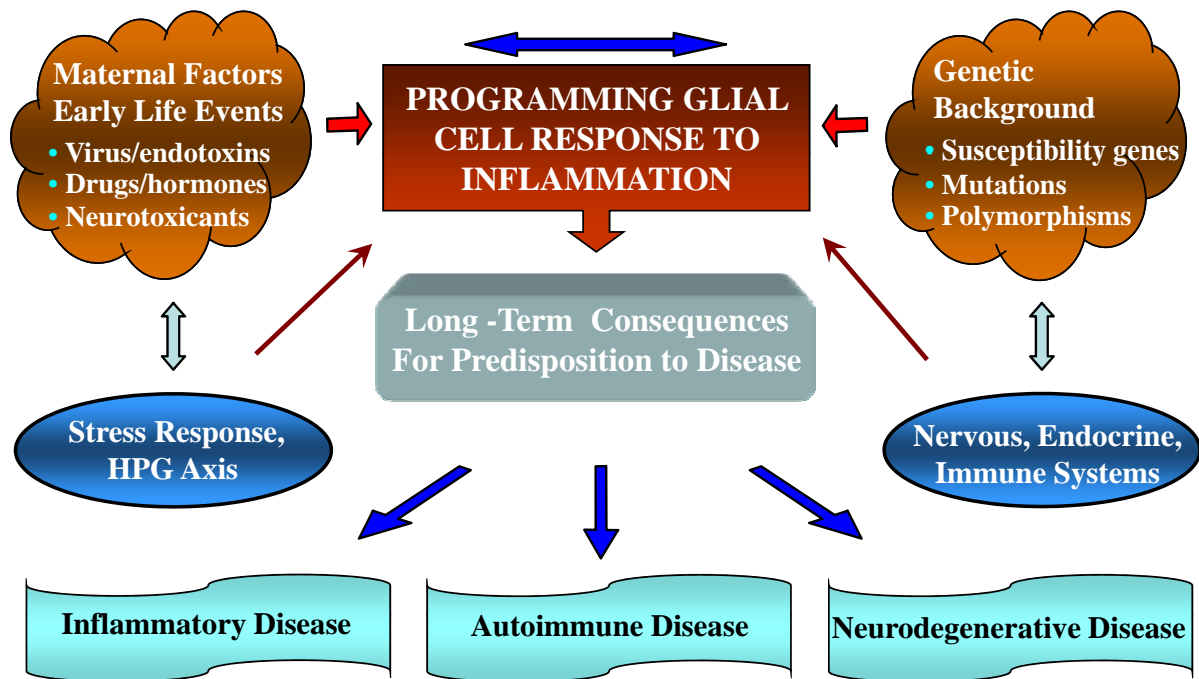 Maternal Factors
Early Life Events
• Virus/endotoxins
• Drugs/hormones
• Neurotoxicants
PROGRAMMING GLIAL
CELL RESPONSE TO
INFLAMMATION
Genetic
Background
• Susceptibility genes
• Mutations
• Polymorphisms
Long -Term Consequences
For Predisposition to Disease
Stress Response,
HPG Axis
Nervous, Endocrine,
Immune Systems
Inflammatory Disease
Autoimmune Disease
Neurodegenerative Disease